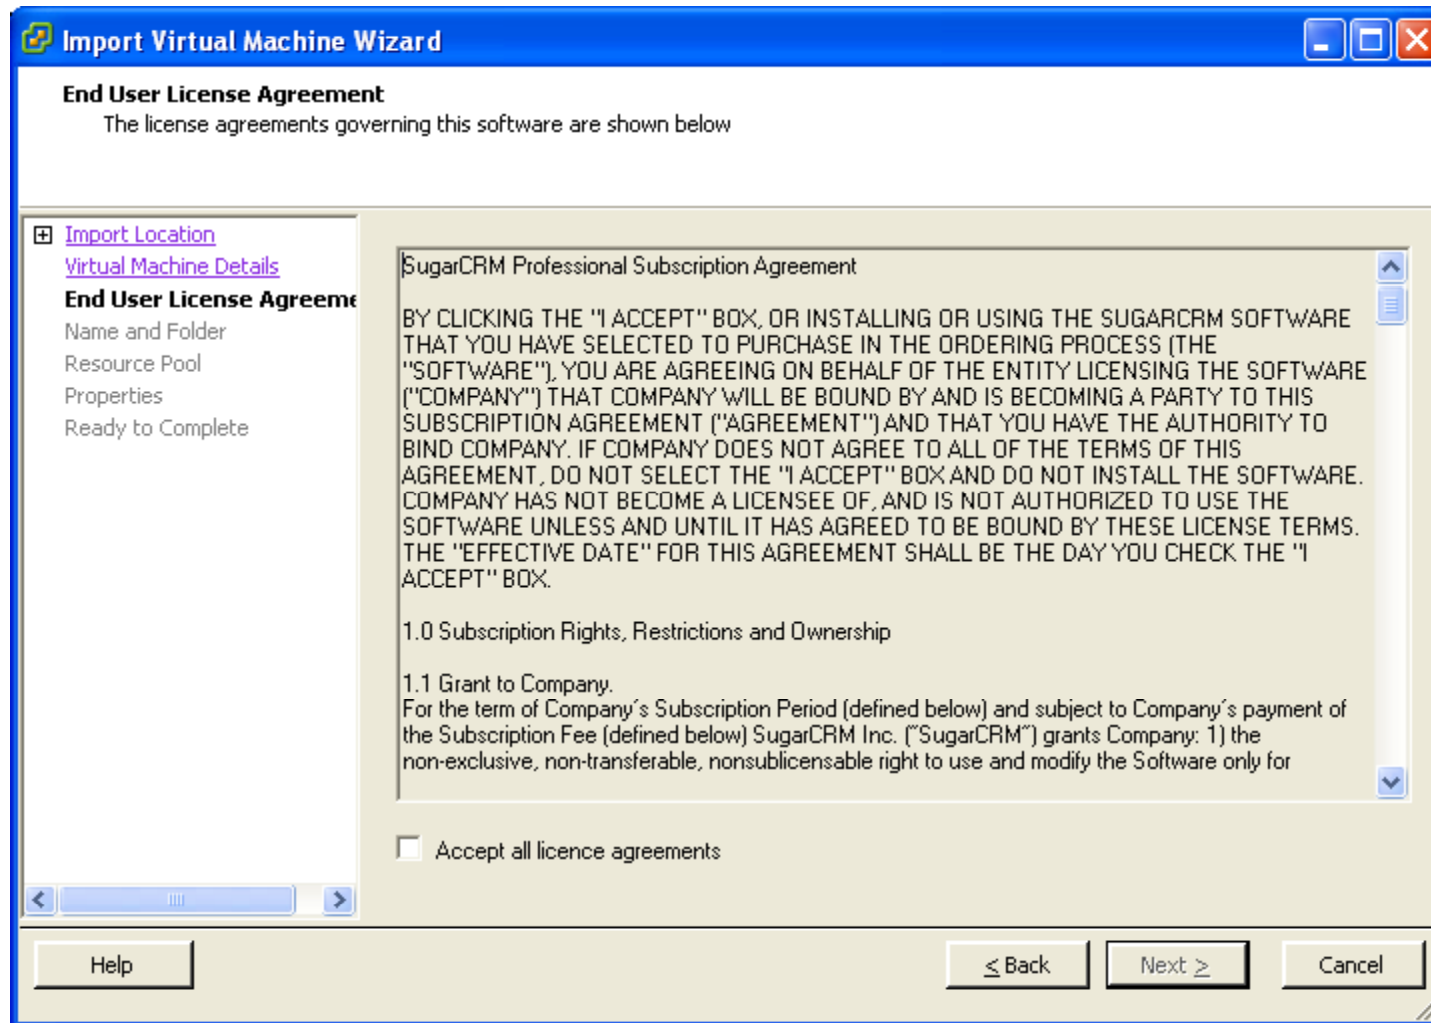 Import Virtual Machine Wizard
End User License Agreement
The license agreements governing this software are shown below
Import Location
Virtual Machine Details
End User License Agreeme
Name and Folder
Resource Pool
Properties
Ready to Complete
SugarCRM Professional Subscription Agreement
BY CLICKING THE "I ACCEPT" BOX, OR INSTALLING OR USING THE SUGARCRM SOFTWARE
THAT YOU HAVE SELECTED TO PURCHASE IN THE ORDERING PROCESS (THE
"SOFTWARE"), YOU ARE AGREEING ON BEHALF OF THE ENTITY LICENSING THE SOFTWARE
("COMPANY") THAT COMPANY WILL BE BOUND BY AND IS BECOMING A PARTY TO THIS
SUBSCRIPTION AGREEMENT ("AGREEMENT") AND THAT YOU HAVE THE AUTHORITY TO
BIND COMPANY. IF COMPANY DOES NOT AGREE TO ALL OF THE TERMS OF THIS
AGREEMENT, DO NOT SELECT THE "I ACCEPT" BOX AND DO NOT INSTALL THE SOFTWARE.
COMPANY HAS NOT BECOME A LICENSEE OF, AND IS NOT AUTHORIZED TO USE THE
SOFTWARE UNLESS AND UNTIL IT HAS AGREED TO BE BOUND BY THESE LICENSE TERMS.
THE "EFFECTIVE DATE" FOR THIS AGREEMENT SHALL BE THE DAY YOU CHECK THE "I
ACCEPT" BOX.
1.0 Subscription Rights, Restrictions and Ownership
1.1 Grant to Company.
For the term of Company´s Subscription Period (defined below) and subject to Company´s payment of
the Subscription Fee (defined below) SugarCRM Inc. (˝SugarCRM˝) grants Company: 1) the
non-exclusive, non-transferable, nonsublicensable right to use and modify the Software only for
Accept all licence agreements
Help
< Back
Next >
Cancel